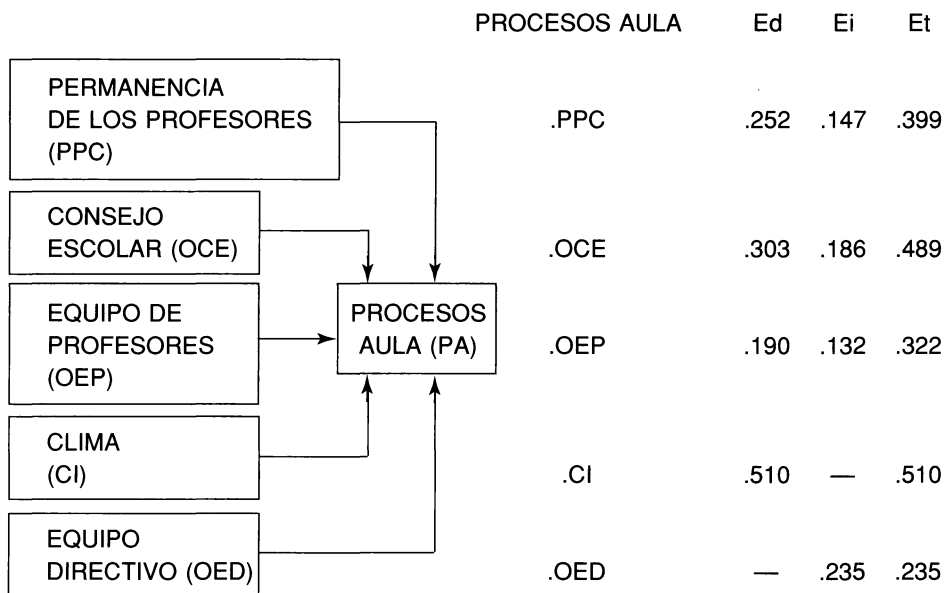 PROCESOS AULA Ed Ei Et
PERMANENCIA
DE LOS PROFESORES
(PPC)
.PPC .252 .147 .399
CONSEJO
ESCOLAR (OCE)
.OCE .303 .186 .489
EQUIPO DE
PROFESORES
(OEP)
PROCESOS
AULA (PA)
.OEP .190 .132 .322
CLIMA
(CI)
.CI .510 — .510
EQUIPO
DIRECTIVO (OED)
.OED — .235 .235